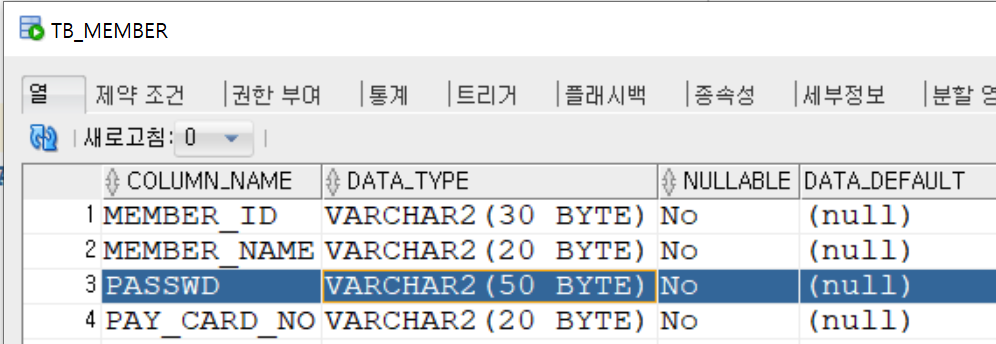 TB_MEMBER
열 제약 조건 |권한 부여 |통계 |트리거 |플래시백 |종속성 |세부정보 |분할 영
새로고침: 0
COLUMN_NAME DATA_TYPE NULLABLE DATA_DEFAULT
1 MEMBER_ID VARCHAR2(30 BYTE) No (null)
2 MEMBER_NAME VARCHAR2(20 BYTE) No (null)
3 PASSWD VARCHAR2(50 BYTE) No (null)
4 PAY_CARD_NO VARCHAR2(20 BYTE) No (null)